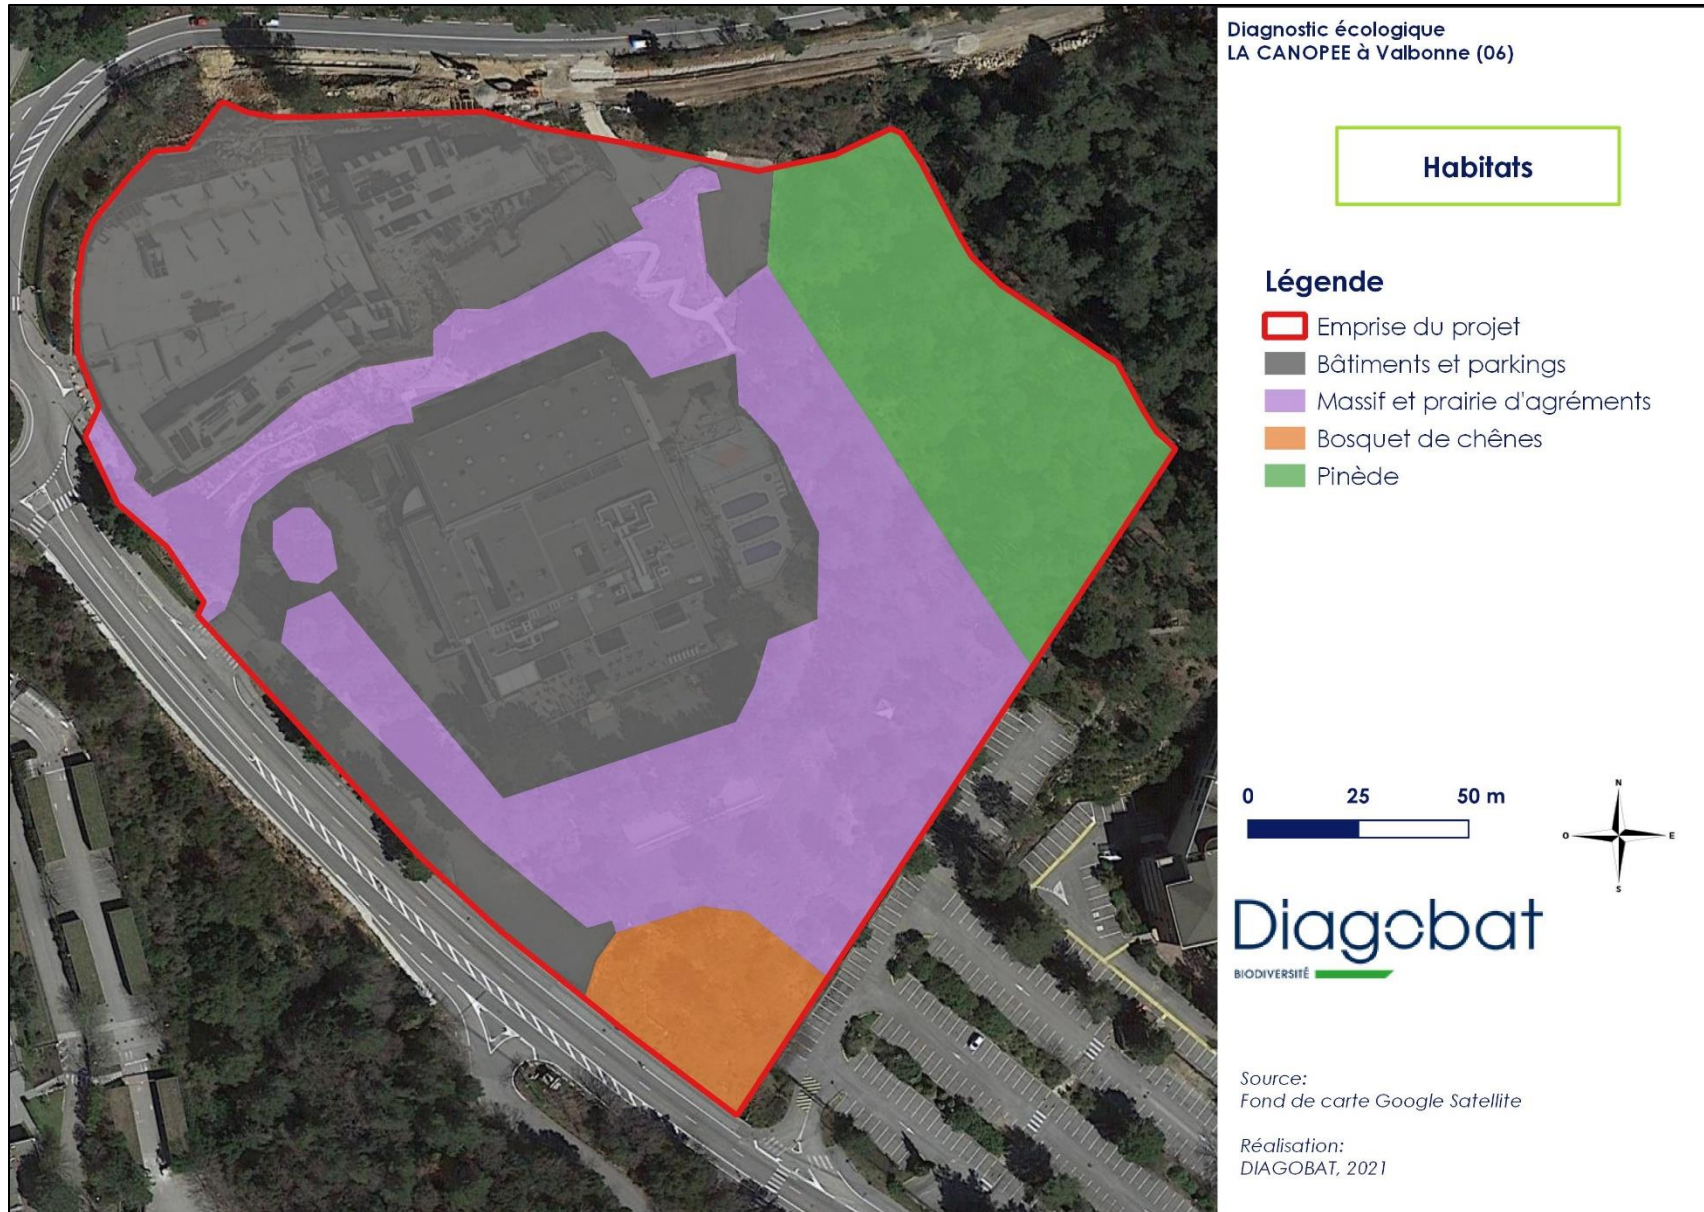 Diagnostic écologique
LA CANOPEE à Valbonne (06)
Habitats
Légende
Emprise du projet
Bâtiments et parkings
Massif et prairie d'agréments
Bosquet de chênes
Pinède
0 25 50 m
N
O E
S
Diagobat
BIODIVERSITÉ
Source:
Fond de carte Google Satellite
Réalisation:
DIAGOBAT, 2021